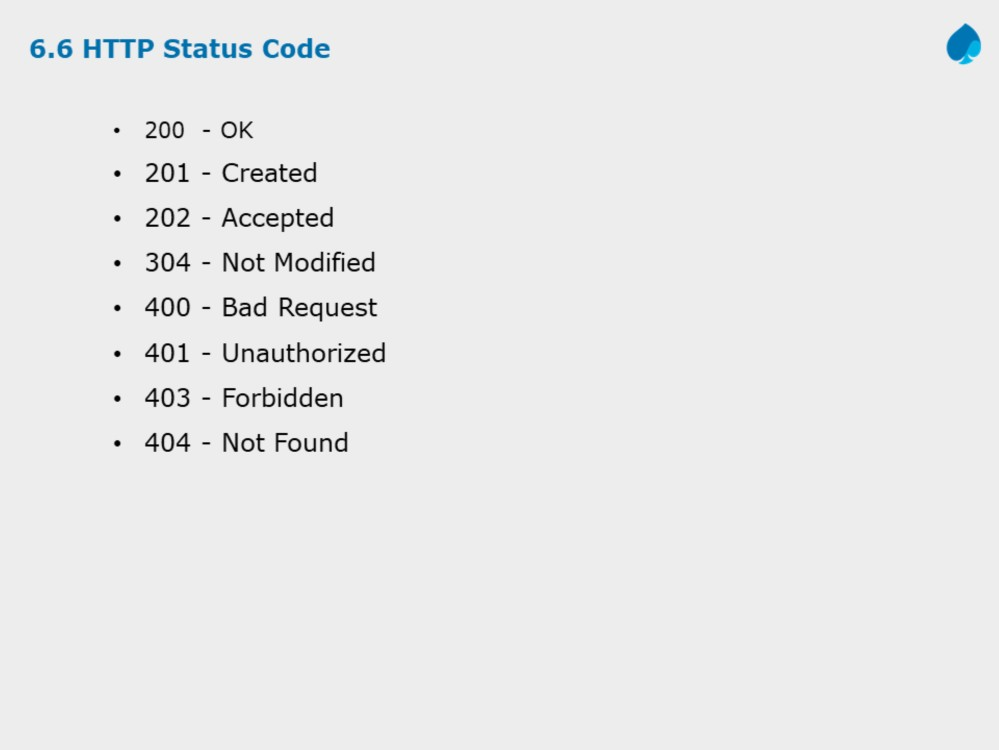 6.6 HTTP Status Code
• 200 - OK
• 201 - Created
• 202 - Accepted
• 304 - Not Modified
• 400 - Bad Request
• 401 - Unauthorized
• 403 - Forbidden
• 404 - Not Found